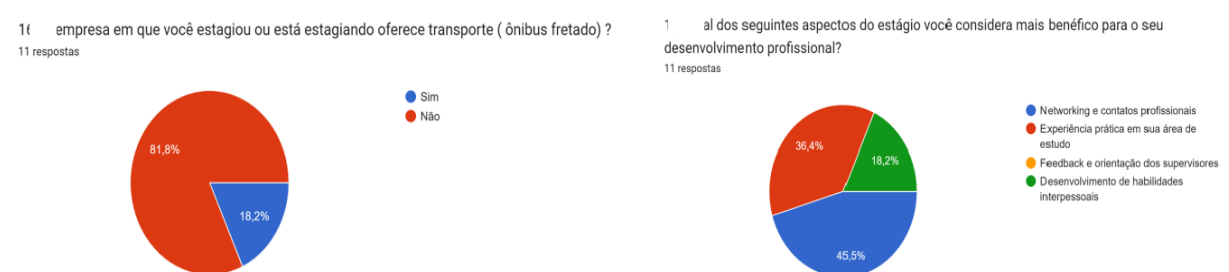 empresa em que você estagiou ou está estagiando oferece transporte ( ônibus fretado) ?
11 respostas
Sim
Não
81,8%
18,2%
al dos seguintes aspectos do estágio você considera mais benéfico para o seu
desenvolvimento profissional?
11 respostas
Networking e contatos profissionais
Experiência prática em sua área de
estudo
Feedback e orientação dos supervisores
Desenvolvimento de habilidades
interpessoais
36,4%
18,2%
45,5%